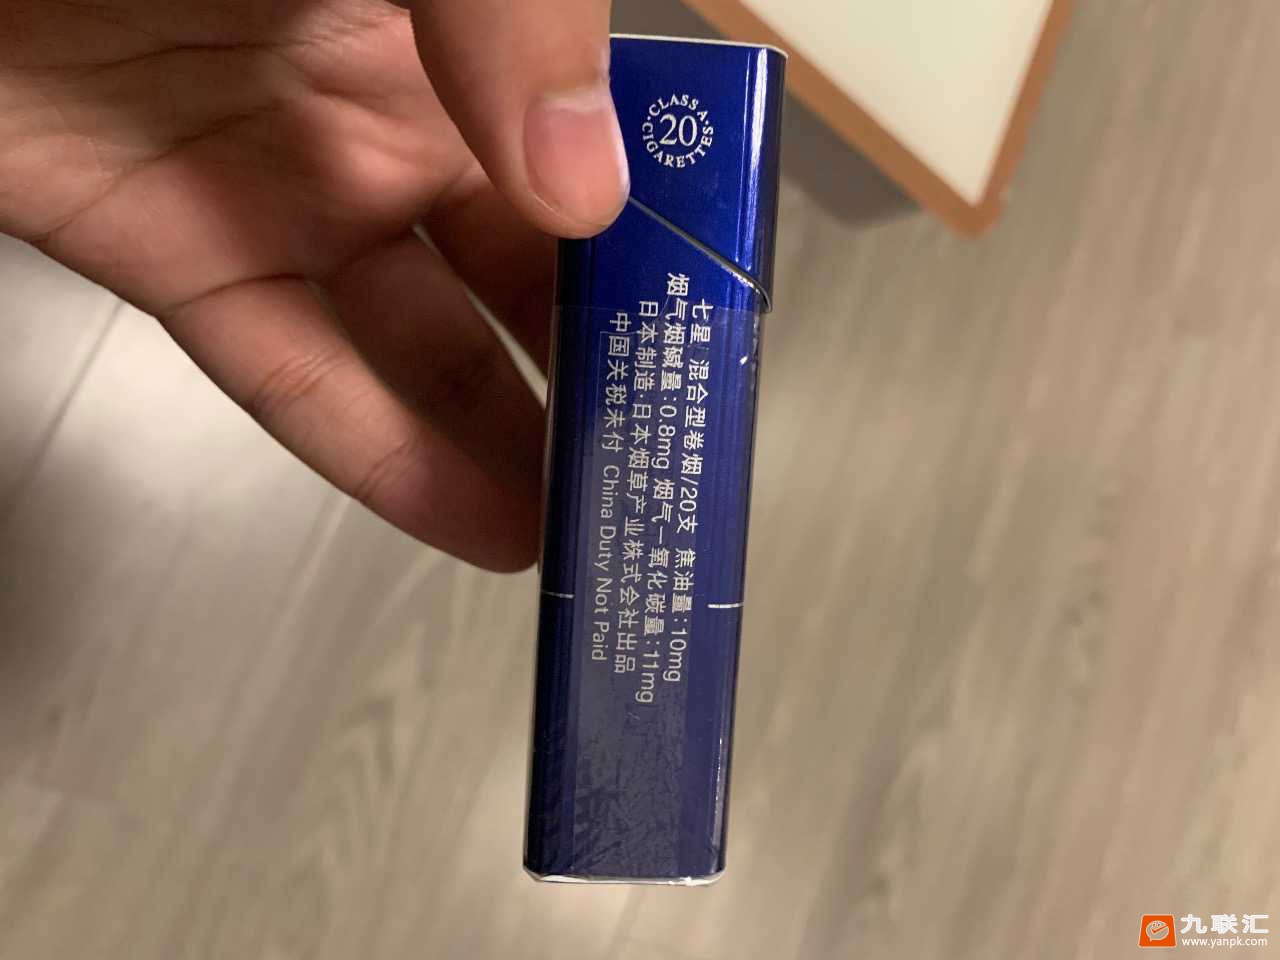 CLASS A
20
CIGARETTES
七星 混合型卷烟/20支 焦油量:10mg
烟气烟碱量:0.8mg 烟气一氧化碳量:11mg
日本制造·日本烟草产业株式会社出品
中国关税未付 China Duty Not Paid
九联汇
www.yanpk.com